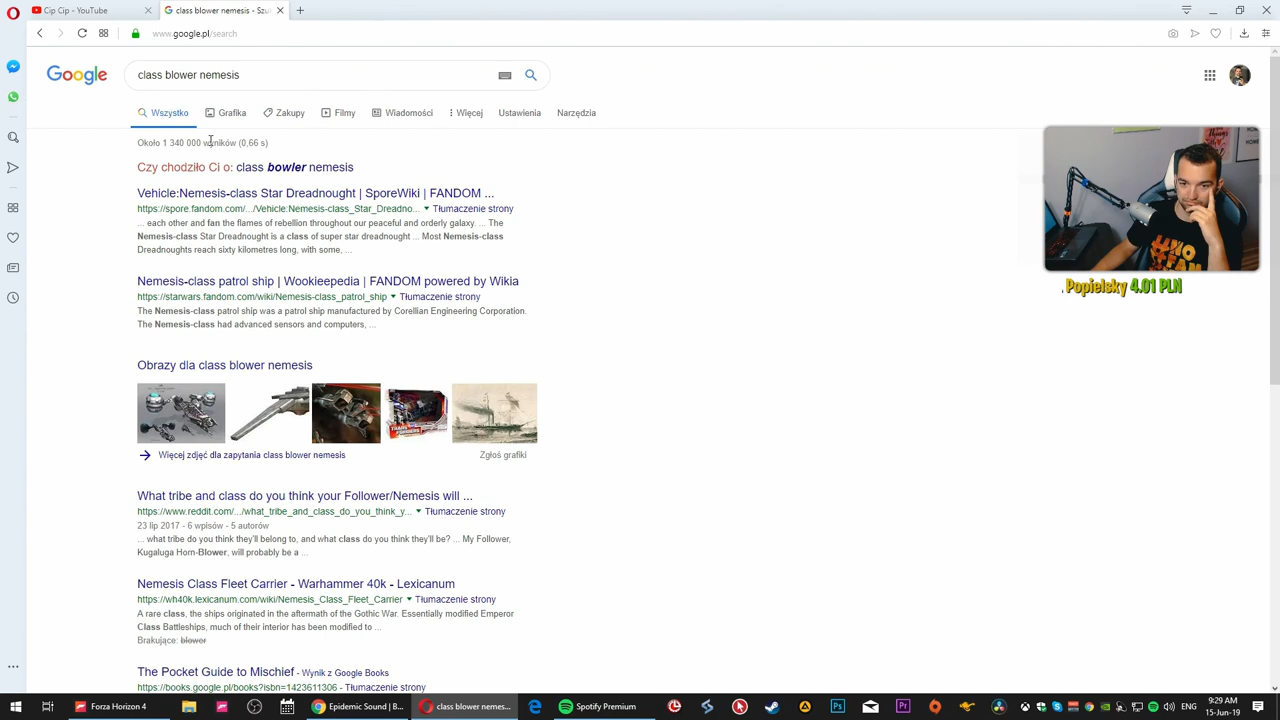 Cip Cip - YouTube
class blower nemesis - Szu
www.google.pl/search
Google
class blower nemesis
Wszystko Grafika Zakupy Filmy Wiadomości Więcej Ustawienia Narzędzia
Około 1 340 000 wyników (0,66 s)
Czy chodziło Ci o: class bowler nemesis
Vehicle:Nemesis-class Star Dreadnought | SporeWiki | FANDOM ...
https://spore.fandom.com/.../Vehicle:Nemesis-class_Star_Dreadno... Tłumaczenie strony
... each other and fan the flames of rebellion throughout our peaceful and orderly galaxy. ... The
Nemesis-class Star Dreadnought is a class of super star dreadnought ... Most Nemesis-class
Dreadnoughts reach sixty kilometres long, with some, ...
Nemesis-class patrol ship | Wookieepedia | FANDOM powered by Wikia
https://starwars.fandom.com/wiki/Nemesis-class_patrol_ship Tłumaczenie strony
The Nemesis-class patrol ship was a patrol ship manufactured by Corellian Engineering Corporation.
The Nemesis-class had advanced sensors and computers, ...
Obrazy dla class blower nemesis
Więcej zdjęć dla zapytania class blower nemesis
Zgłoś grafiki
What tribe and class do you think your Follower/Nemesis will ...
https://www.reddit.com/.../what_tribe_and_class_do_you_think_y... Tłumaczenie strony
23 lip 2017 - 6 wpisów - 5 autorów
... what tribe do you think they'll belong to, and what class do you think they'll be? ... My Follower,
Kugaluga Horn-Blower, will probably be a ...
Nemesis Class Fleet Carrier - Warhammer 40k - Lexicanum
https://wh40k.lexicanum.com/wiki/Nemesis_Class_Fleet_Carrier Tłumaczenie strony
A rare class, the ships originated in the aftermath of the Gothic War. Essentially modified Emperor
Class Battleships, much of their interior has been modified to ...
Brakujące: blower
The Pocket Guide to Mischief - Wynik z Google Books
https://books.google.pl/books?isbn=1423611306 - Tłumaczenie strony
. Popielsky 4.01 PLN
Forza Horizon 4
Epidemic Sound | B...
class blower nemes...
Spotify Premium
9:29 AM
15-Jun-19